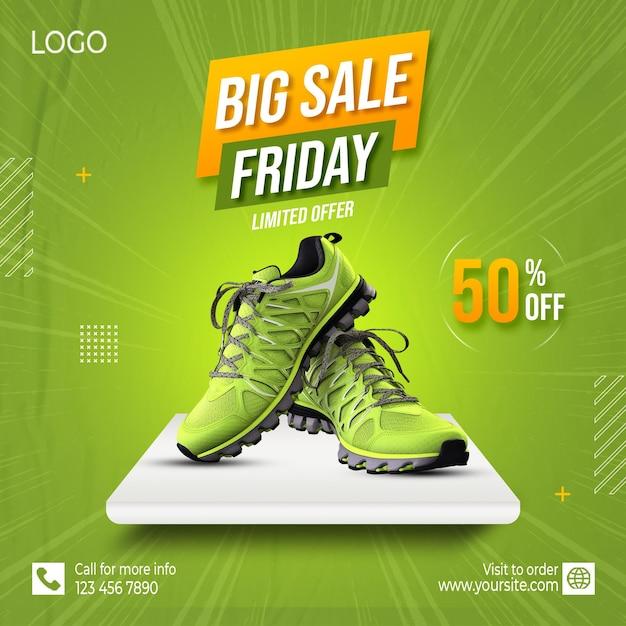 LOGO
BIG SALE
FRIDAY
LIMITED OFFER
50% OFF
Call for more info
123 456 7890
Visit to order
www.yoursite.com